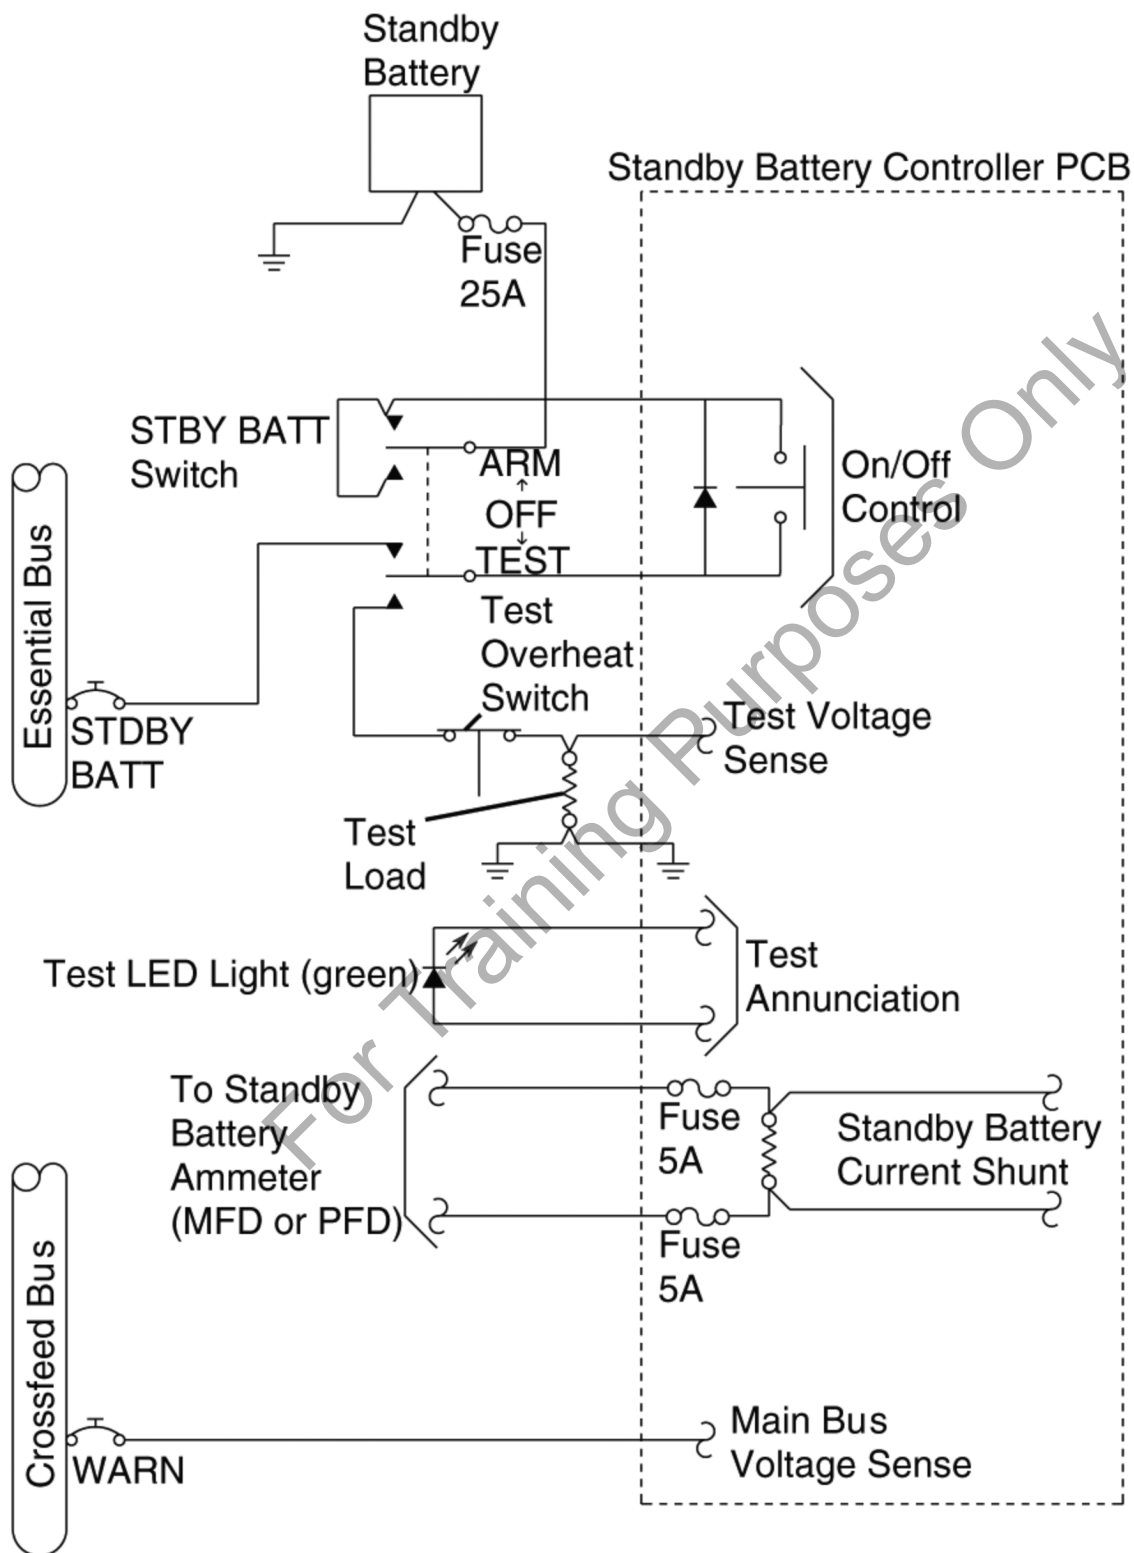 Standby
Battery
Standby Battery Controller PCB
Fuse
25A
STBY BATT
Switch
ARM
OFF
TEST
On/Off
Control
Essential Bus
STDBY
BATT
Test
Overheat
Switch
Test Voltage
Sense
Test
Load
Test LED Light (green)
Test
Annunciation
To Standby
Battery
Ammeter
(MFD or PFD)
Fuse
5A
Standby Battery
Current Shunt
Fuse
5A
Crossfeed Bus
WARN
Main Bus
Voltage Sense
For Training Purposes Only